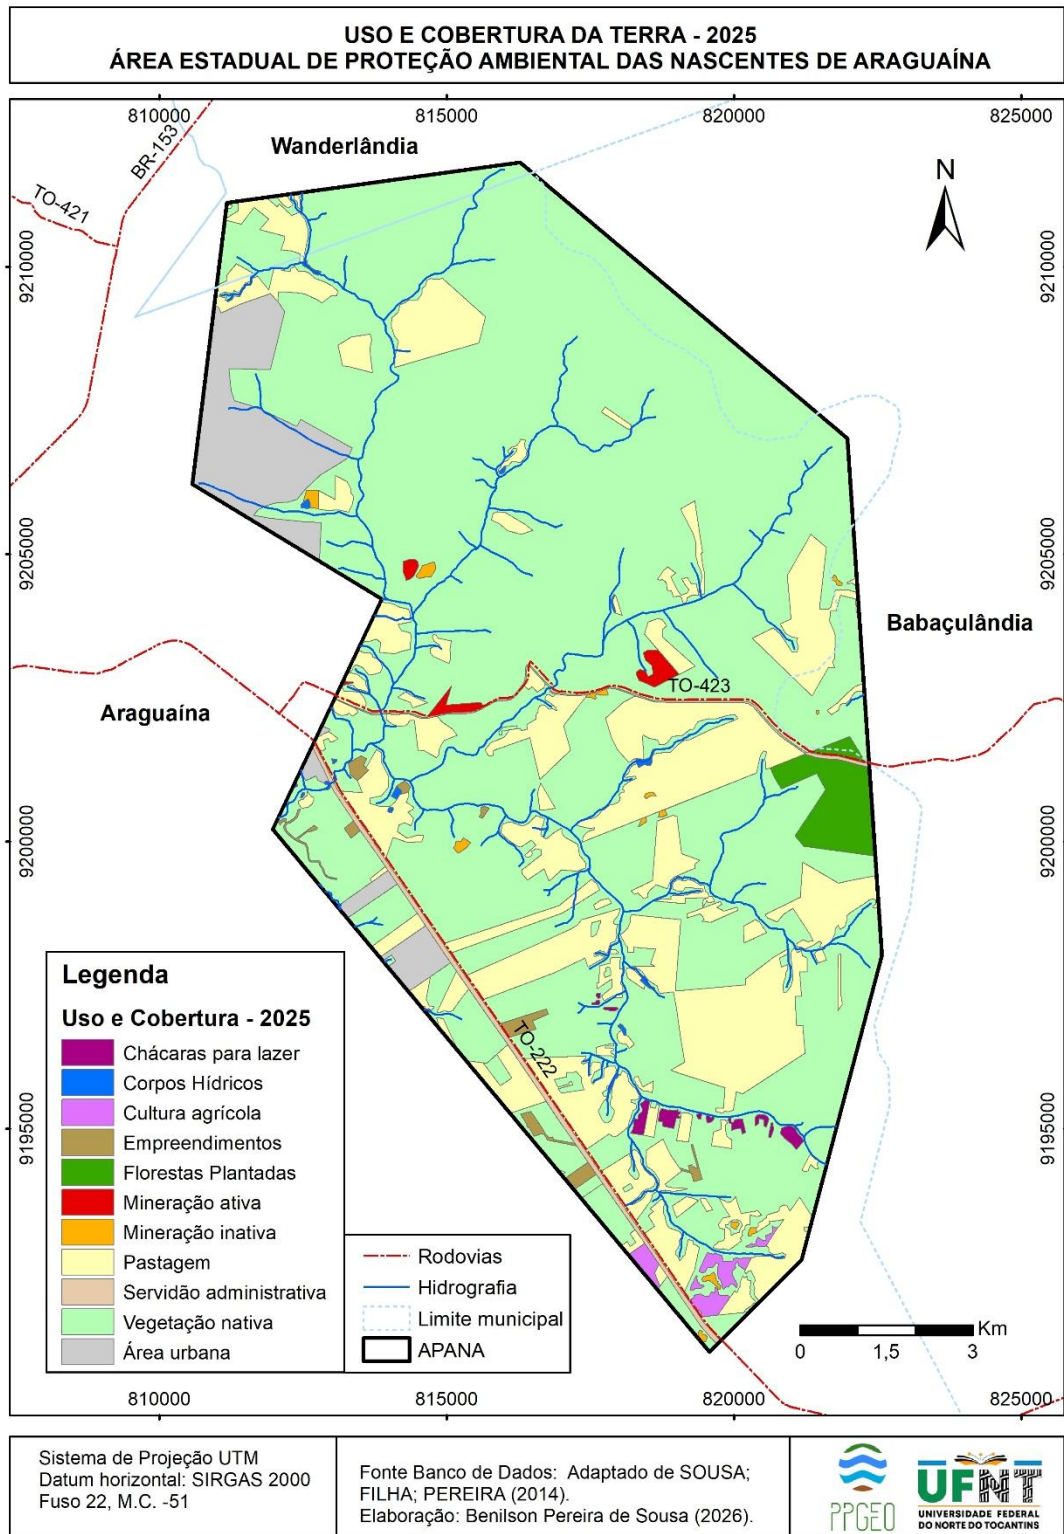 USO E COBERTURA DA TERRA - 2025
ÁREA ESTADUAL DE PROTEÇÃO AMBIENTAL DAS NASCENTES DE ARAGUAÍNA
810000
815000
820000
825000
Wanderlândia
BR-153
TO-421
N
9210000
9210000
9205000
9205000
Babaçulândia
TO-423
Araguaína
9200000
9200000
TO-222
9195000
9195000
Legenda
Uso e Cobertura - 2025
Chácaras para lazer
Corpos Hídricos
Cultura agrícola
Empreendimentos
Florestas Plantadas
Mineração ativa
Mineração inativa
Pastagem
Servidão administrativa
Vegetação nativa
Área urbana
Rodovias
Hidrografia
Limite municipal
APANA
Km
0 1,5 3
810000
815000
820000
825000
Sistema de Projeção UTM
Datum horizontal: SIRGAS 2000
Fuso 22, M.C. -51
Fonte Banco de Dados: Adaptado de SOUSA;
FILHA; PEREIRA (2014).
Elaboração: Benilson Pereira de Sousa (2026).
PPGEO
UFNT
UNIVERSIDADE FEDERAL
DO NORTE DO TOCANTINS